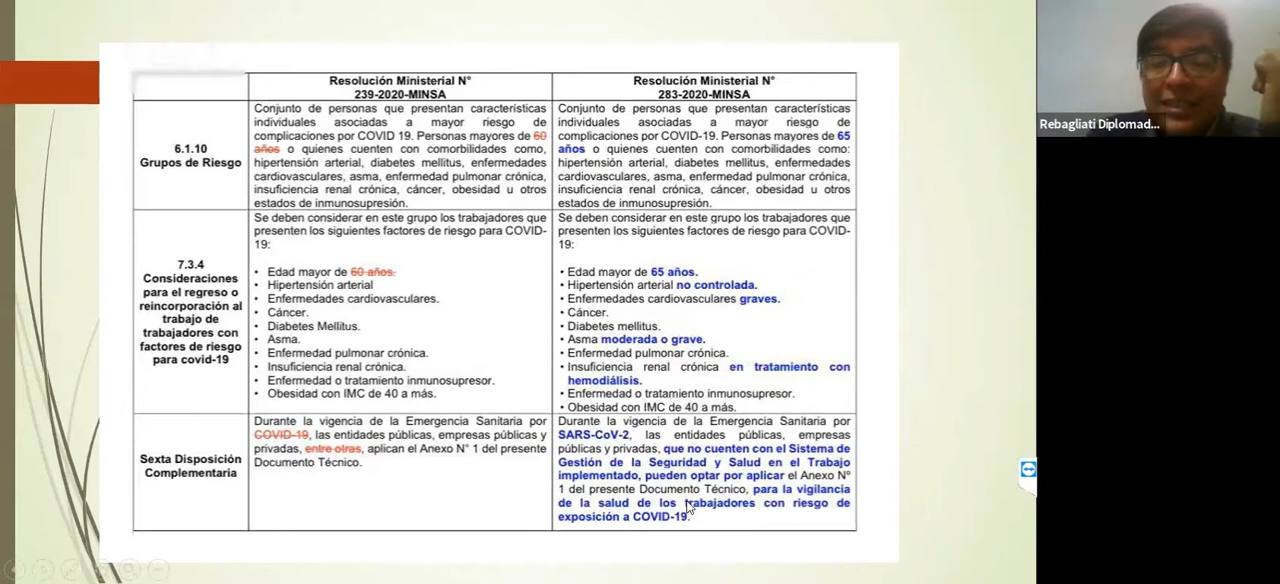 Resolución Ministerial N°
239-2020-MINSA
Resolución Ministerial N°
283-2020-MINSA
6.1.10
Grupos de Riesgo
Conjunto de personas que presentan características
individuales asociadas a mayor riesgo de
complicaciones por COVID 19. Personas mayores de 60
años o quienes cuenten con comorbilidades como,
hipertensión arterial, diabetes mellitus, enfermedades
cardiovasculares, asma, enfermedad pulmonar crónica,
insuficiencia renal crónica, cáncer, obesidad u otros
estados de inmunosupresión.
Conjunto de personas que presentan características
individuales asociadas a mayor riesgo de
complicaciones por COVID-19. Personas mayores de 65
años o quienes cuenten con comorbilidades como:
hipertensión arterial, diabetes mellitus, enfermedades
cardiovasculares, asma, enfermedad pulmonar crónica,
insuficiencia renal crónica, cáncer, obesidad u otros
estados de inmunosupresión.
7.3.4
Consideraciones
para el regreso o
reincorporación al
trabajo de
trabajadores con
factores de riesgo
para covid-19
Se deben considerar en este grupo los trabajadores que
presenten los siguientes factores de riesgo para COVID-
19:
• Edad mayor de 60 años.
• Hipertensión arterial
• Enfermedades cardiovasculares.
• Cáncer.
• Diabetes Mellitus.
• Asma.
• Enfermedad pulmonar crónica.
• Insuficiencia renal crónica.
• Enfermedad o tratamiento inmunosupresor.
• Obesidad con IMC de 40 a más.
Se deben considerar en este grupo los trabajadores que
presenten los siguientes factores de riesgo para COVID-
19:
• Edad mayor de 65 años.
• Hipertensión arterial no controlada.
• Enfermedades cardiovasculares graves.
• Cáncer.
• Diabetes mellitus.
• Asma moderada o grave.
• Enfermedad pulmonar crónica.
• Insuficiencia renal crónica en tratamiento con
hemodiálisis.
• Enfermedad o tratamiento inmunosupresor.
• Obesidad con IMC de 40 a más.
Sexta Disposición
Complementaria
Durante la vigencia de la Emergencia Sanitaria por
COVID-19, las entidades públicas, empresas públicas y
privadas, entre otras, aplican el Anexo N° 1 del presente
Documento Técnico.
Durante la vigencia de la Emergencia Sanitaria por
SARS-CoV-2, las entidades públicas, empresas
públicas y privadas, que no cuenten con el Sistema de
Gestión de la Seguridad y Salud en el Trabajo
implementado, pueden optar por aplicar el Anexo N°
1 del presente Documento Técnico, para la vigilancia
de la salud de los trabajadores con riesgo de
exposición a COVID-19.
Rebagliati Diplomad...